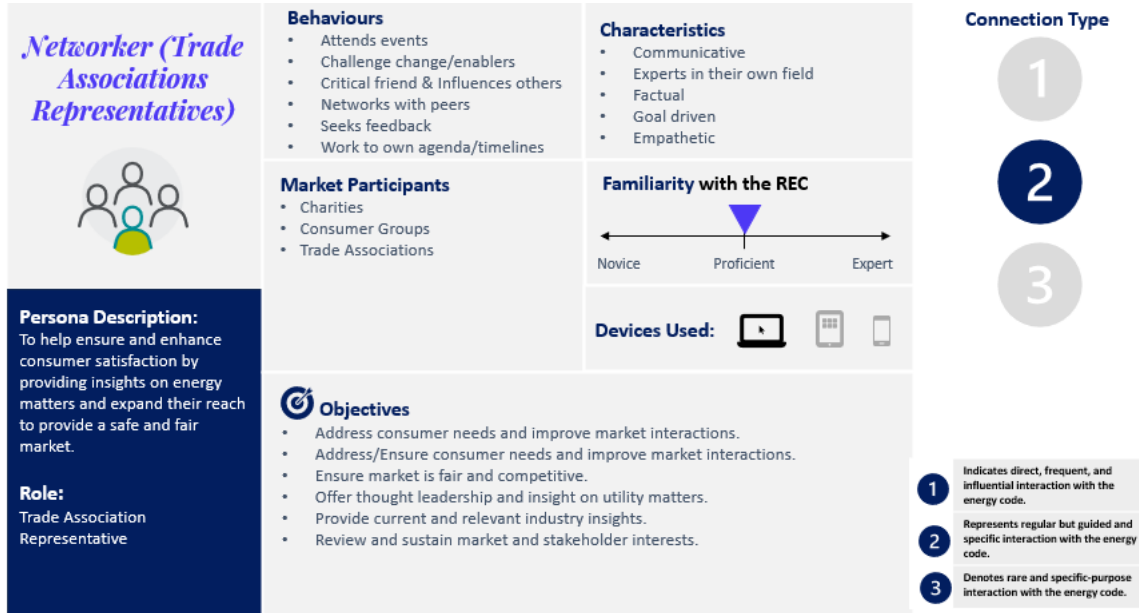 Networker (Trade
Associations
Representatives)
Persona Description:
To help ensure and enhance
consumer satisfaction by
providing insights on energy
matters and expand their reach
to provide a safe and fair
market.
Role:
Trade Association
Representative
Behaviours
• Attends events
• Challenge change/enablers
• Critical friend & Influences others
• Networks with peers
• Seeks feedback
• Work to own agenda/timelines
Characteristics
• Communicative
• Experts in their own field
• Factual
• Goal driven
• Empathetic
Market Participants
• Charities
• Consumer Groups
• Trade Associations
Familiarity with the REC
Novice Proficient Expert
Devices Used:
Objectives
• Address consumer needs and improve market interactions.
• Address/Ensure consumer needs and improve market interactions.
• Ensure market is fair and competitive.
• Offer thought leadership and insight on utility matters.
• Provide current and relevant industry insights.
• Review and sustain market and stakeholder interests.
Connection Type
1
2
3
1 Indicates direct, frequent, and
influential interaction with the
energy code.
2 Represents regular but guided and
specific interaction with the energy
code.
3 Denotes rare and specific-purpose
interaction with the energy code.